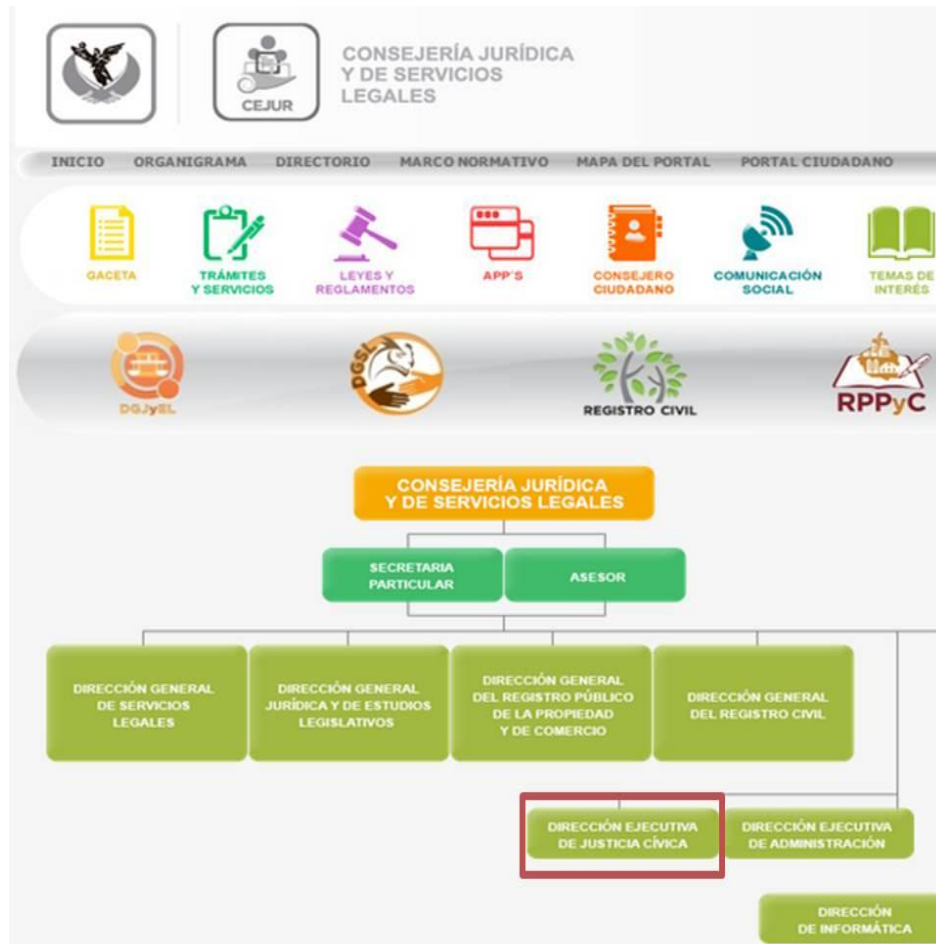 CEJUR
CONSEJERÍA JURÍDICA
Y DE SERVICIOS
LEGALES
INICIO ORGANIGRAMA DIRECTORIO MARCO NORMATIVO MAPA DEL PORTAL PORTAL CIUDADANO
GACETA
TRÁMITES
Y SERVICIOS
LEYES Y
REGLAMENTOS
APP´S
CONSEJERO
CIUDADANO
COMUNICACIÓN
SOCIAL
TEMAS DE
INTERÉS
DGJyEL
DGSL
REGISTRO CIVIL
RPPyC
CONSEJERÍA JURÍDICA
Y DE SERVICIOS LEGALES
SECRETARIA
PARTICULAR
ASESOR
DIRECCIÓN GENERAL
DE SERVICIOS
LEGALES
DIRECCIÓN GENERAL
JURÍDICA Y DE ESTUDIOS
LEGISLATIVOS
DIRECCIÓN GENERAL
DEL REGISTRO PÚBLICO
DE LA PROPIEDAD
Y DE COMERCIO
DIRECCIÓN GENERAL
DEL REGISTRO CIVIL
DIRECCIÓN EJECUTIVA
DE JUSTICIA CÍVICA
DIRECCIÓN EJECUTIVA
DE ADMINISTRACIÓN
DIRECCIÓN
DE INFORMÁTICA